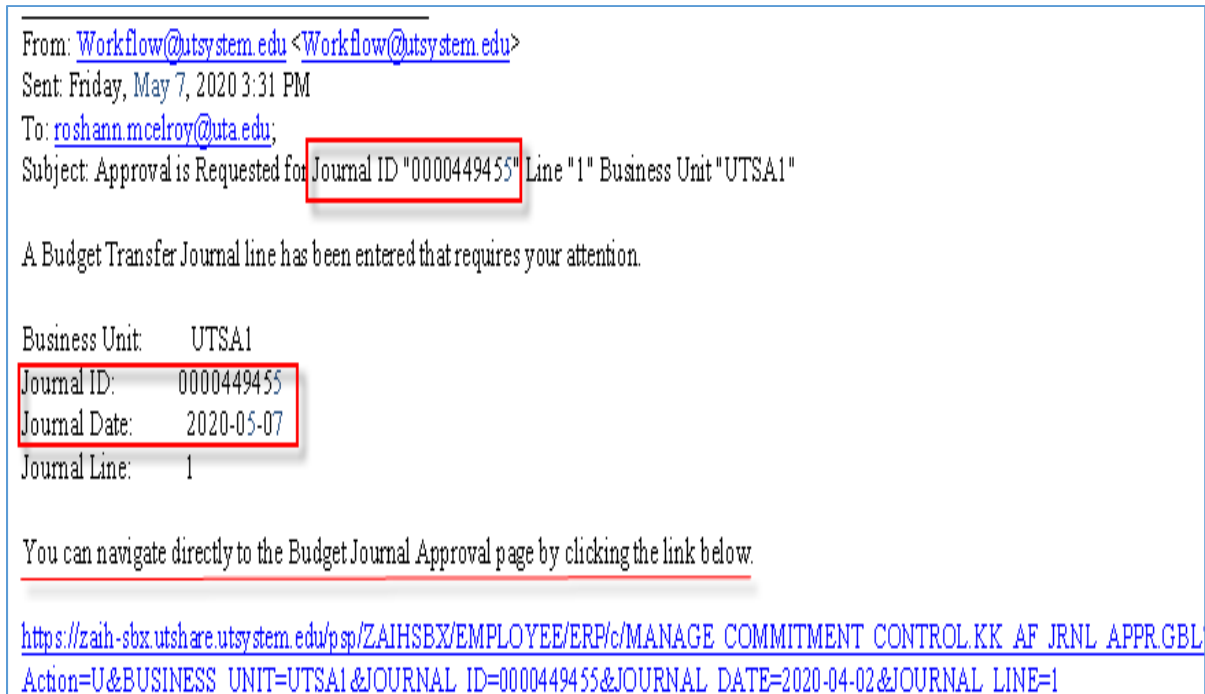 From: Workflow@utsystem.edu <Workflow@utsystem.edu>
Sent: Friday, May 7, 2020 3:31 PM
To: roshann.mcelroy@uta.edu;
Subject: Approval is Requested for Journal ID "0000449455" Line "1" Business Unit "UTSA1"
A Budget Transfer Journal line has been entered that requires your attention.
Business Unit: UTSA1
Journal ID: 0000449455
Journal Date: 2020-05-07
Journal Line: 1
You can navigate directly to the Budget Journal Approval page by clicking the link below.
https://zaih-sbx.utshare.utsystem.edu/psp/ZAIHSBX/EMPLOYEE/ERP/c/MANAGE_COMMITMENT_CONTROL.KK_AF_JRNL_APPR.GBL?
Action=U&BUSINESS_UNIT=UTSA1&JOURNAL_ID=0000449455&JOURNAL_DATE=2020-04-02&JOURNAL_LINE=1